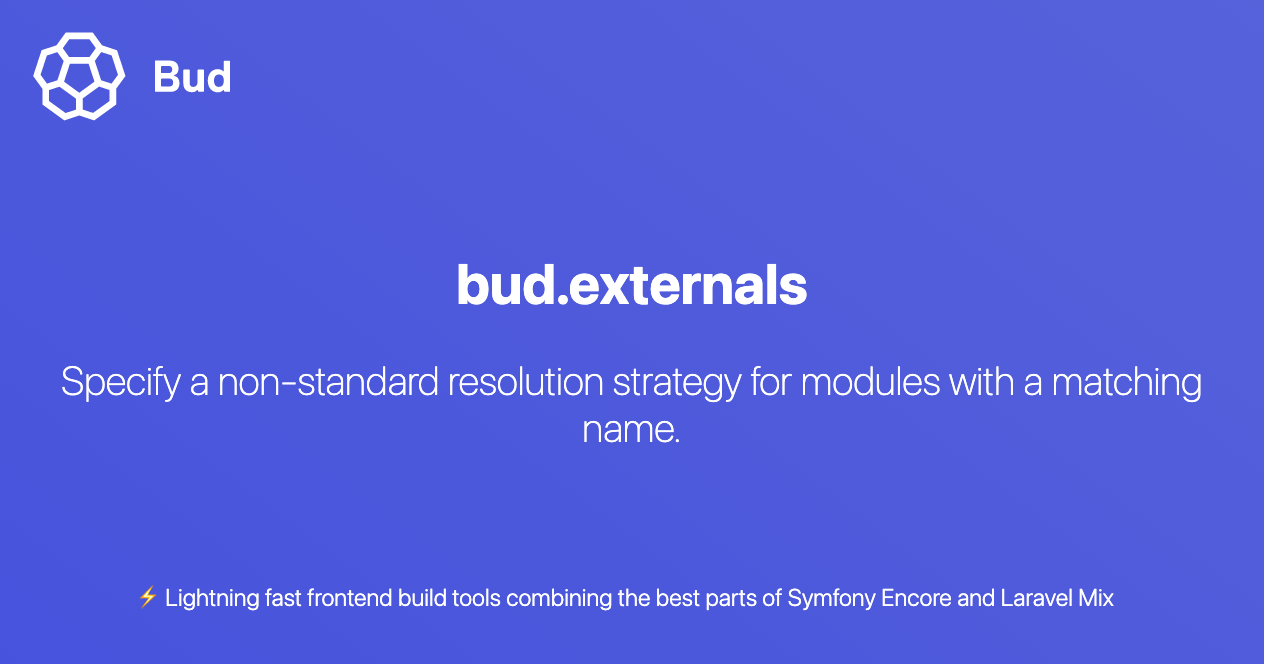 Bud
bud.externals
Specify a non-standard resolution strategy for modules with a matching
name.
⚡ Lightning fast frontend build tools combining the best parts of Symfony Encore and Laravel Mix